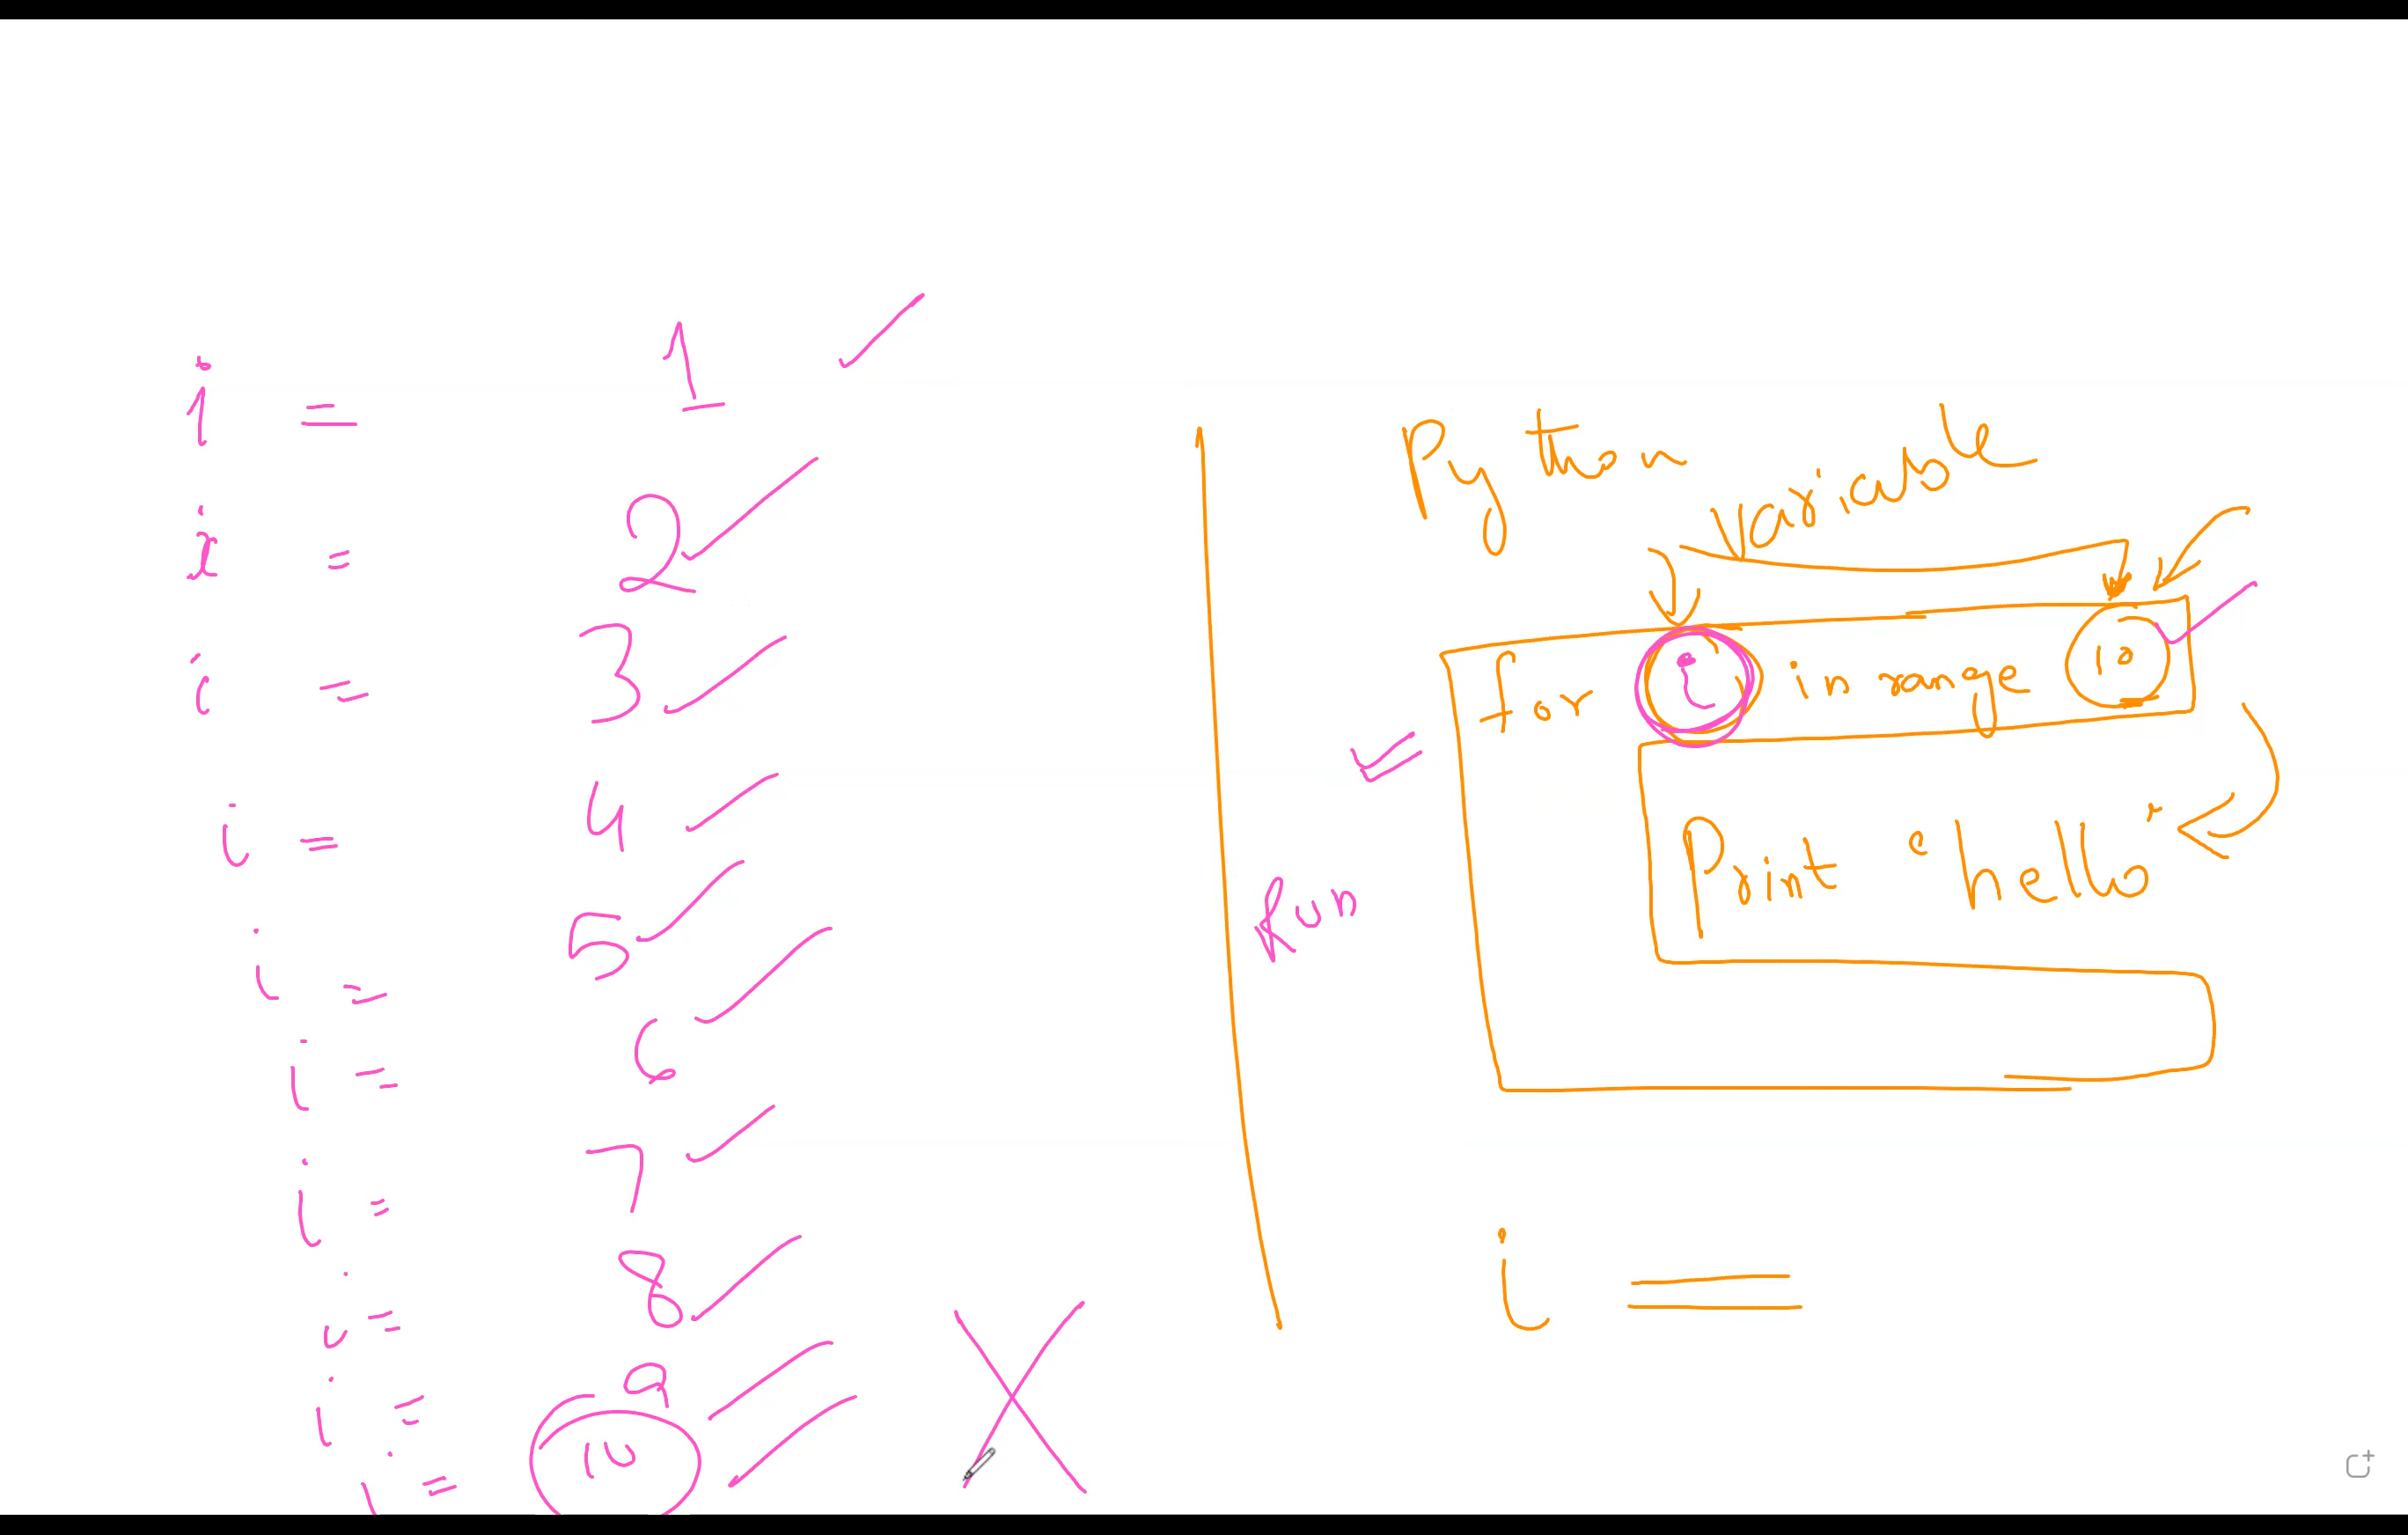 i = 1
i = 2
i = 3
i = 4
i = 5
i = 6
i = 7
i = 8
i = 9
i = 10
Python
Variable
for i in range 10
Print "hello"
Run
i =